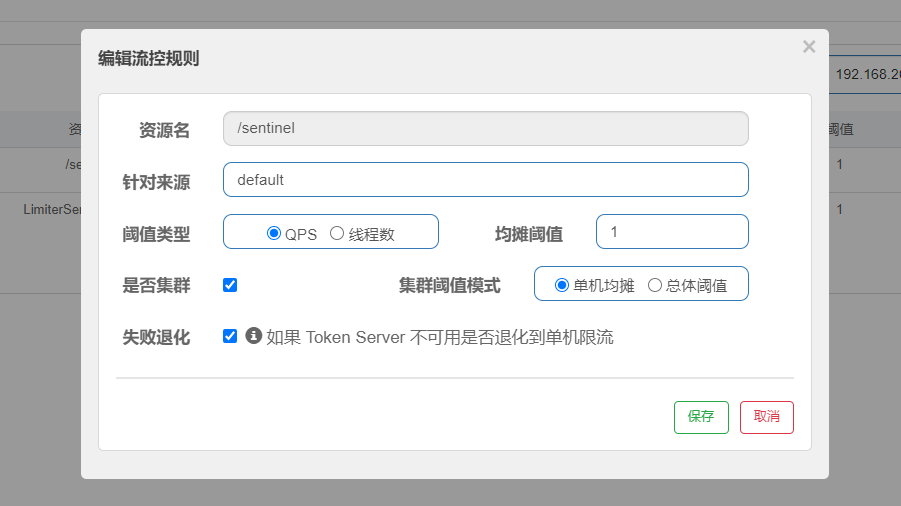 编辑流控规则
×
192.168.20
资源名
/sentinel
阈值
/se
针对来源
default
1
LimiterSer
1
阈值类型
QPS
线程数
均摊阈值
1
是否集群
集群阈值模式
单机均摊
总体阈值
失败退化
如果 Token Server 不可用是否退化到单机限流
保存
取消